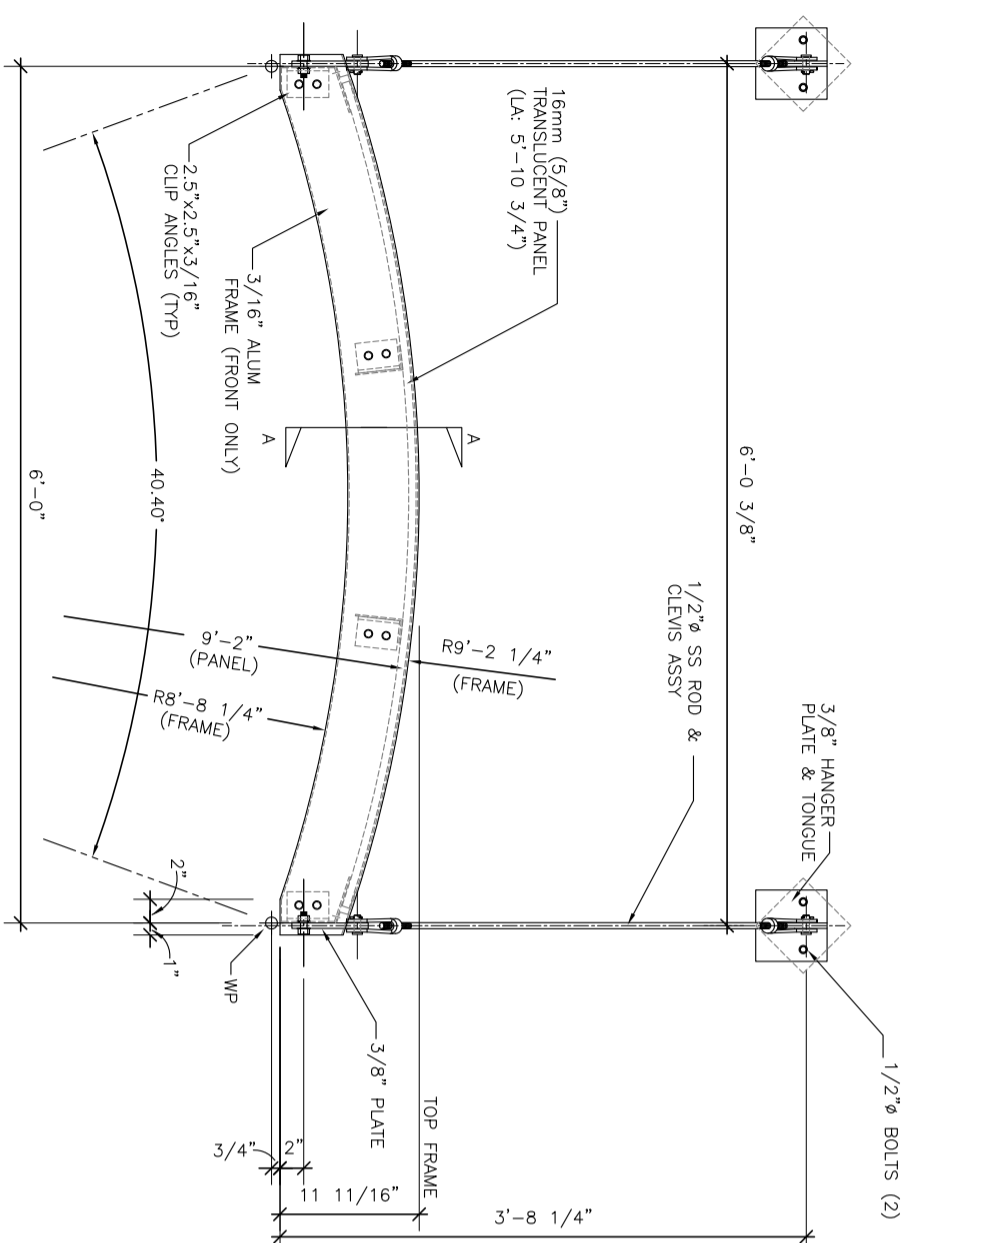 3/8" HANGER
PLATE & TONGUE
1/2"ø BOLTS (2)
6'-0 3/8"
1/2"ø SS ROD &
CLEVIS ASSY
16mm (5/8")
TRANSLUCENT PANEL
(LA: 5'-10 3/4")
A
A
R9'-2 1/4"
(FRAME)
9'-2"
(PANEL)
R8'-8 1/4"
(FRAME)
3/16" ALUM
FRAME (FRONT ONLY)
2.5"x2.5"x3/16"
CLIP ANGLES (TYP)
40.40°
6'-0"
2"
1"
WP
3/8" PLATE
TOP FRAME
3/4"
2"
11 11/16"
3'-8 1/4"